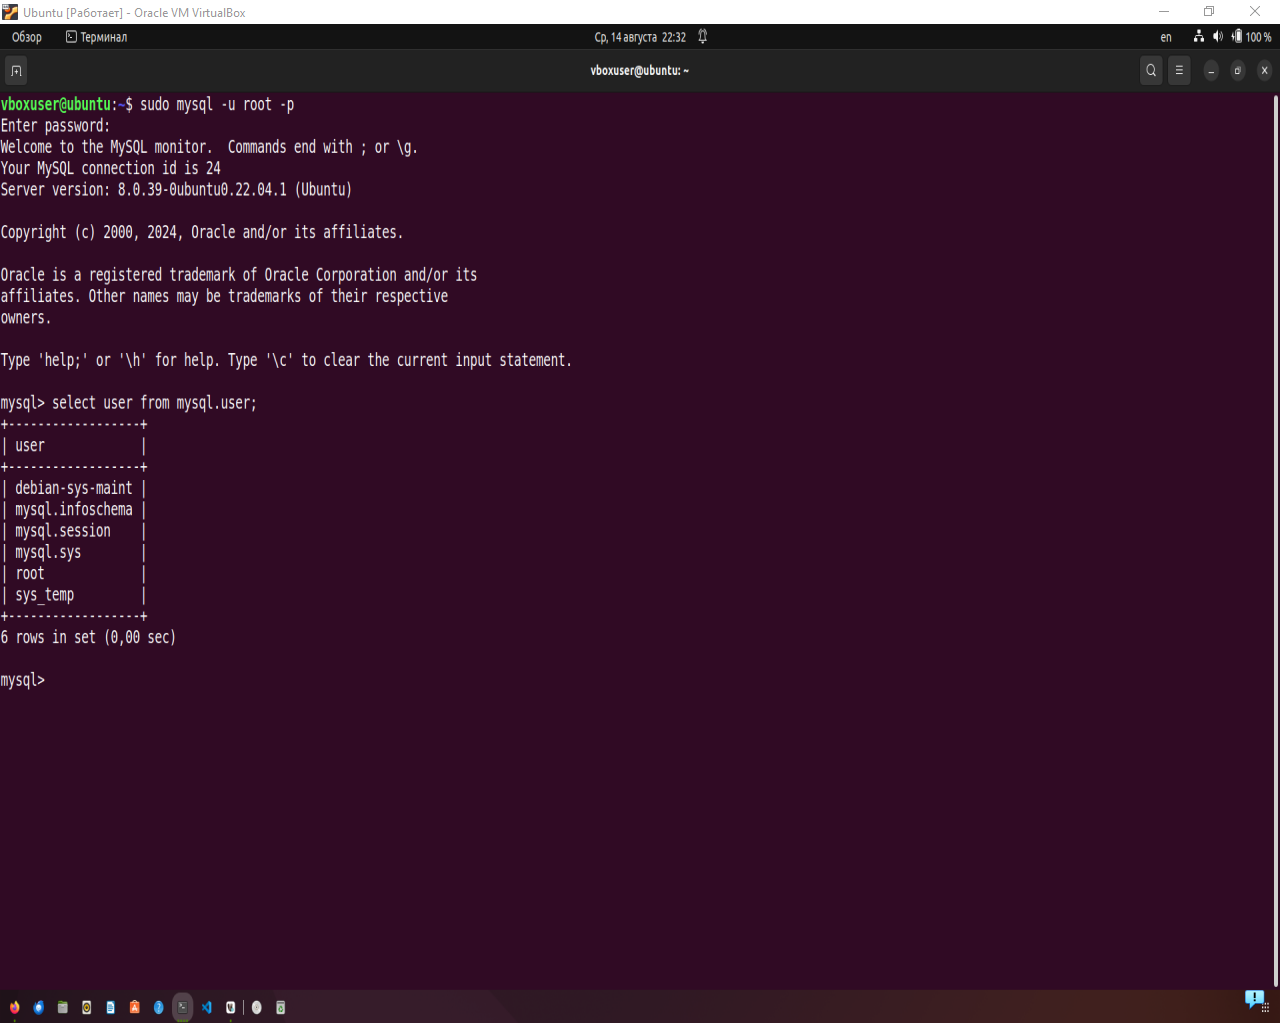 Ubuntu [Работает] - Oracle VM VirtualBox
Обзор Терминал Ср, 14 августа 22:32 en 100 %
vboxuser@ubuntu: ~
vboxuser@ubuntu:~$ sudo mysql -u root -p
Enter password:
Welcome to the MySQL monitor.  Commands end with ; or \g.
Your MySQL connection id is 24
Server version: 8.0.39-0ubuntu0.22.04.1 (Ubuntu)
Copyright (c) 2000, 2024, Oracle and/or its affiliates.
Oracle is a registered trademark of Oracle Corporation and/or its
affiliates. Other names may be trademarks of their respective
owners.
Type 'help;' or '\h' for help. Type '\c' to clear the current input statement.
mysql> select user from mysql.user;
+------------------+
| user             |
+------------------+
| debian-sys-maint |
| mysql.infoschema |
| mysql.session    |
| mysql.sys        |
| root             |
| sys_temp         |
+------------------+
6 rows in set (0,00 sec)
mysql>